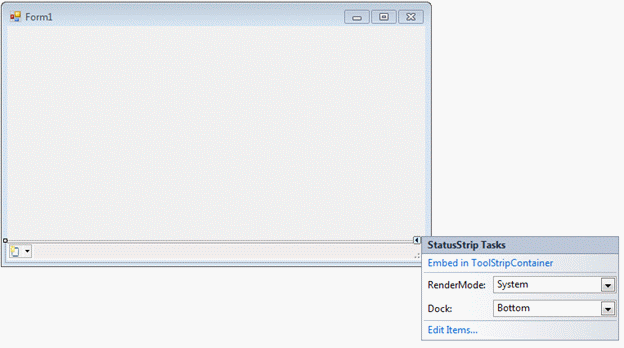 Form1
StatusStrip Tasks
Embed in ToolStripContainer
RenderMode: System
Dock: Bottom
Edit Items...